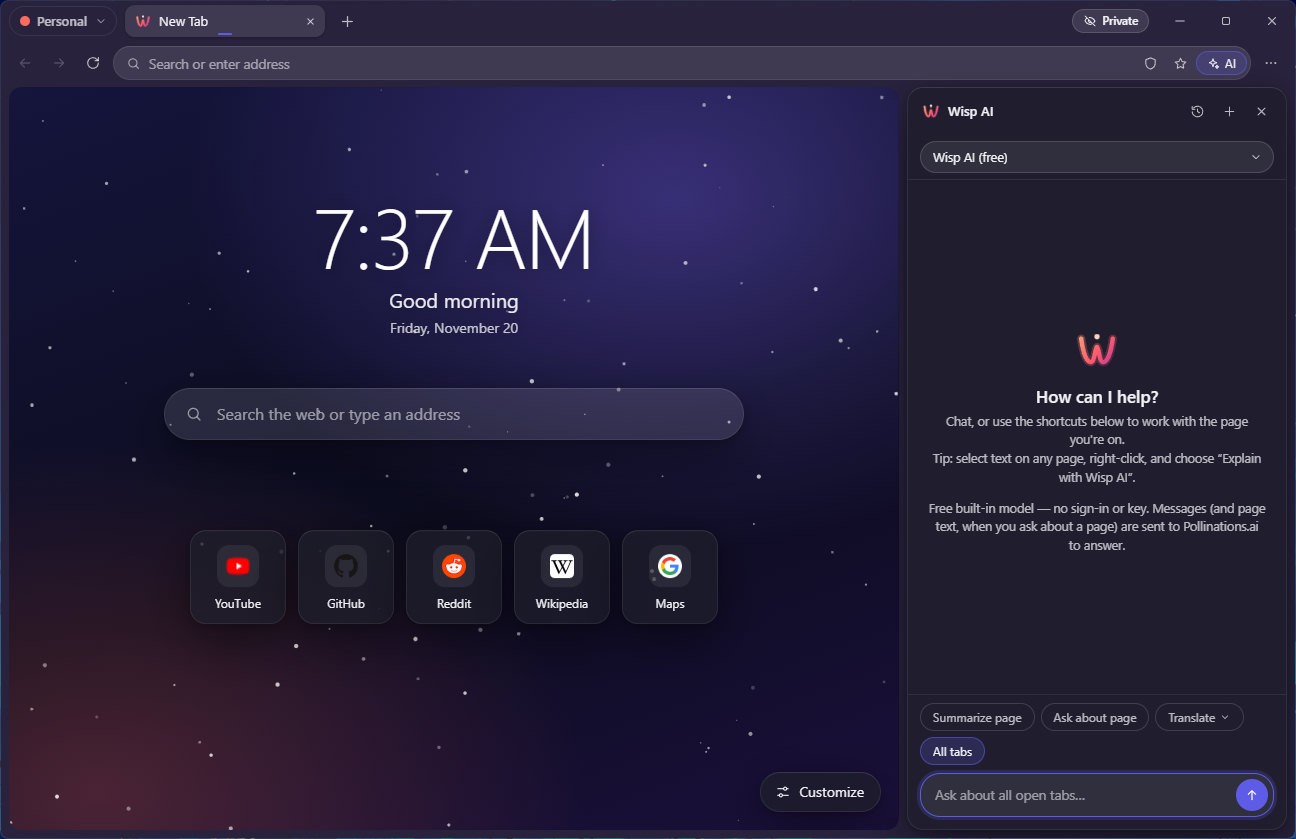 Personal
New Tab
Private
Search or enter address
AI
7:37 AM
Good morning
Friday, November 20
Search the web or type an address
YouTube
GitHub
Reddit
W
Wikipedia
Maps
Customize
Wisp AI
Wisp AI (free)
How can I help?
Chat, or use the shortcuts below to work with the page
you're on.
Tip: select text on any page, right-click, and choose “Explain
with Wisp AI”.
Free built-in model — no sign-in or key. Messages (and page
text, when you ask about a page) are sent to Pollinations.ai
to answer.
Summarize page
Ask about page
Translate
All tabs
Ask about all open tabs...